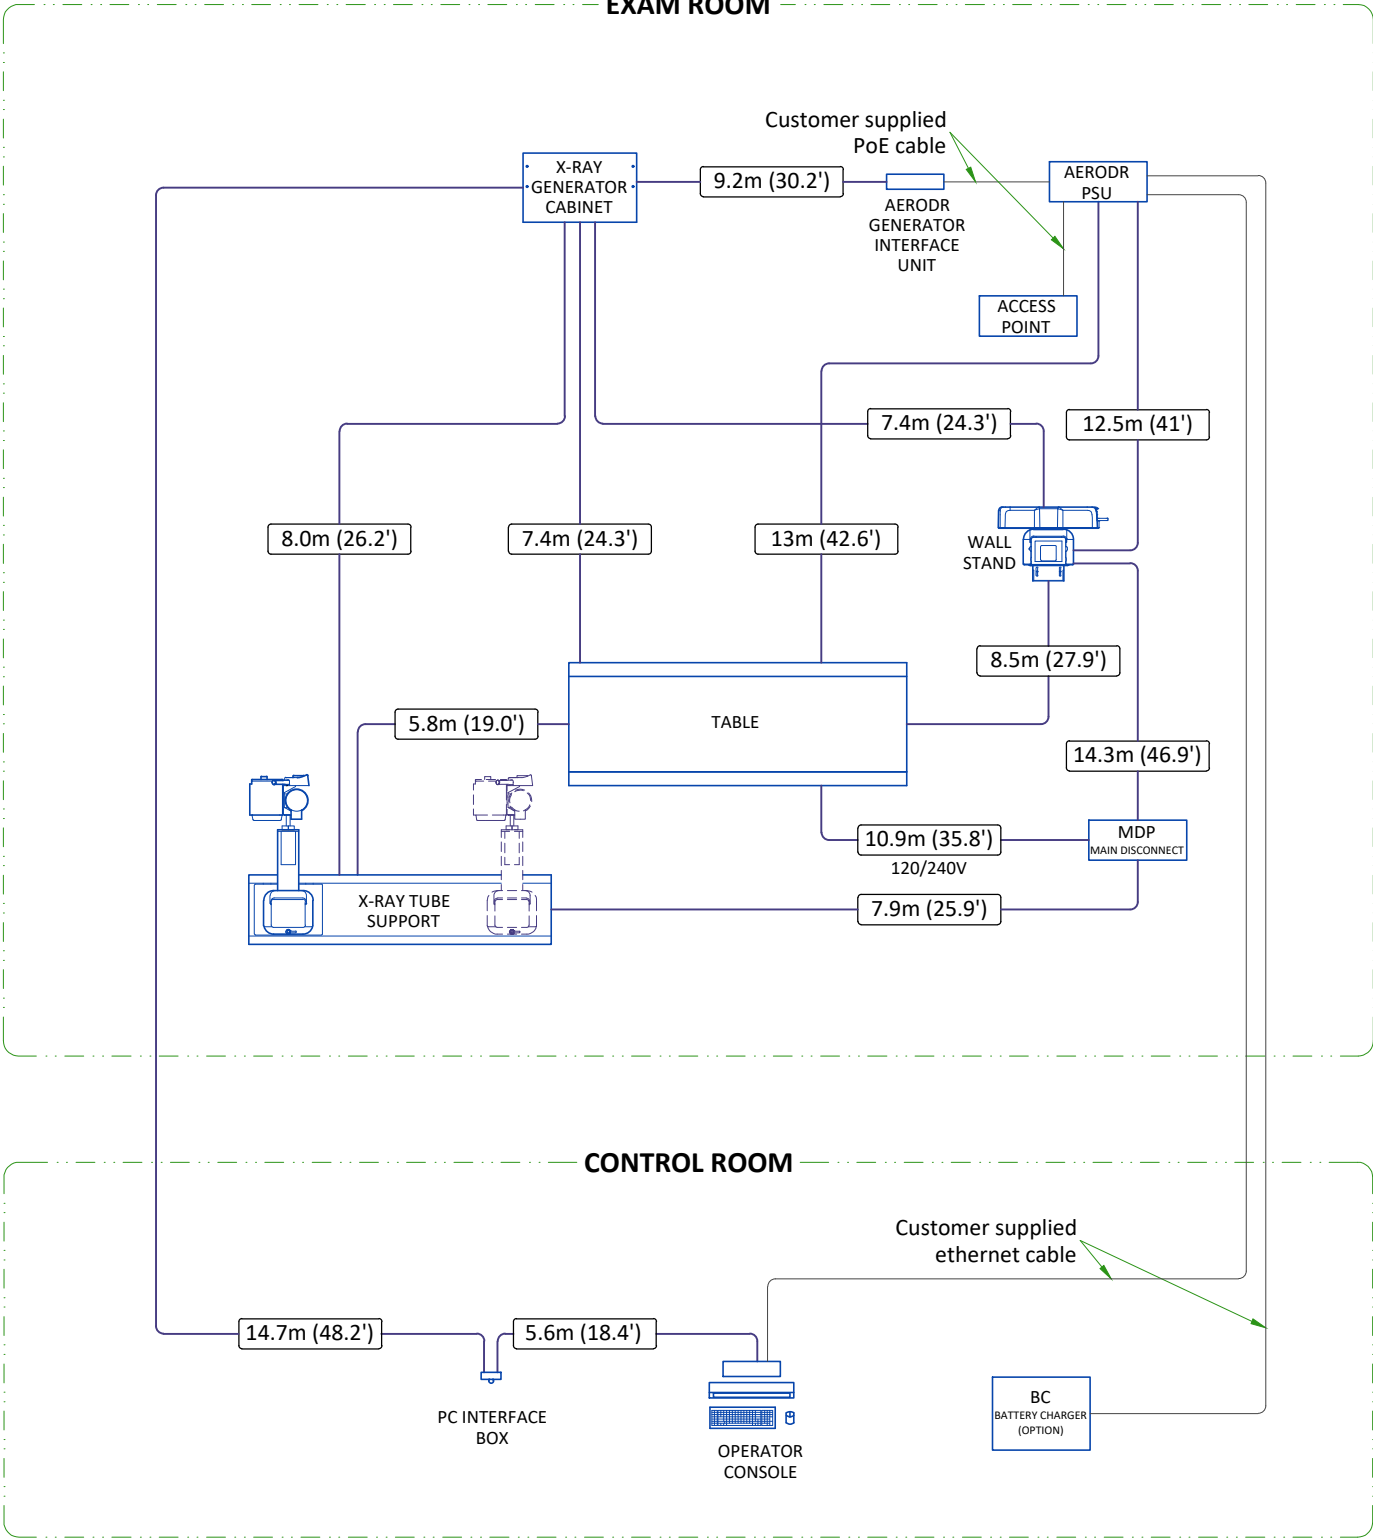 EXAM ROOM
Customer supplied
PoE cable
X-RAY
GENERATOR
CABINET
9.2m (30.2')
AERODR
GENERATOR
INTERFACE
UNIT
AERODR
PSU
ACCESS
POINT
7.4m (24.3')
12.5m (41')
8.0m (26.2')
7.4m (24.3')
13m (42.6')
WALL
STAND
8.5m (27.9')
5.8m (19.0')
TABLE
14.3m (46.9')
10.9m (35.8')
120/240V
MDP
MAIN DISCONNECT
X-RAY TUBE
SUPPORT
7.9m (25.9')
CONTROL ROOM
Customer supplied
ethernet cable
14.7m (48.2')
5.6m (18.4')
PC INTERFACE
BOX
OPERATOR
CONSOLE
BC
BATTERY CHARGER
(OPTION)